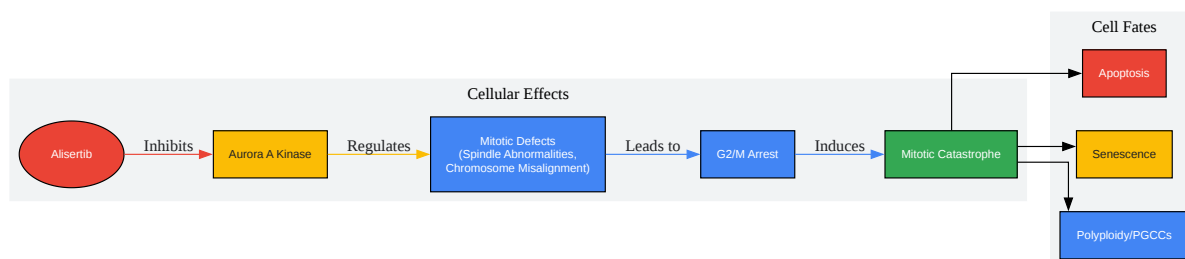 Cell Fates
Apoptosis
Cellular Effects
Alisertib
Inhibits
Aurora A Kinase
Regulates
Mitotic Defects
(Spindle Abnormalities,
Chromosome Misalignment)
Leads to
G2/M Arrest
Induces
Mitotic Catastrophe
Senescence
Polyploidy/PGCCs